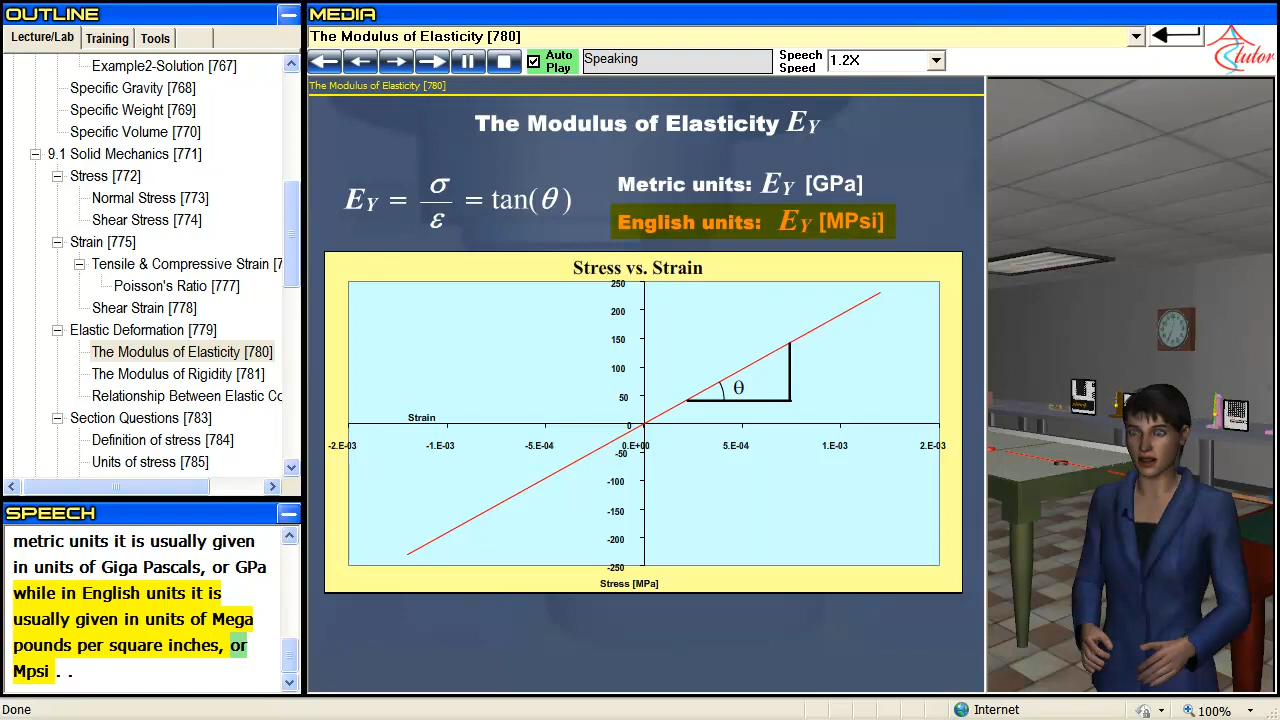 OUTLINE
Lecture/Lab
Training
Tools
Example2-Solution [767]
Specific Gravity [768]
Specific Weight [769]
Specific Volume [770]
9.1 Solid Mechanics [771]
Stress [772]
Normal Stress [773]
Shear Stress [774]
Strain [775]
Tensile & Compressive Strain [7
Poisson's Ratio [777]
Shear Strain [778]
Elastic Deformation [779]
The Modulus of Elasticity [780]
The Modulus of Rigidity [781]
Relationship Between Elastic Co
Section Questions [783]
Definition of stress [784]
Units of stress [785]
SPEECH
metric units it is usually given
in units of Giga Pascals, or GPa
while in English units it is
usually given in units of Mega
pounds per square inches, or
Mpsi . .
MEDIA
The Modulus of Elasticity [780]
Auto
Play
Speaking
Speech
Speed
1.2X
tutor
The Modulus of Elasticity [780]
The Modulus of Elasticity E_Y
E_Y = σ/ε = tan(θ)
Metric units: E_Y [GPa]
English units: E_Y [MPsi]
Stress vs. Strain
250
200
150
100
50
0
-50
-100
-150
-200
-250
θ
Strain
-2.E-03 -1.E-03 -5.E-04 0.E+00 5.E-04 1.E-03 2.E-03
Stress [MPa]
Done
Internet
100%